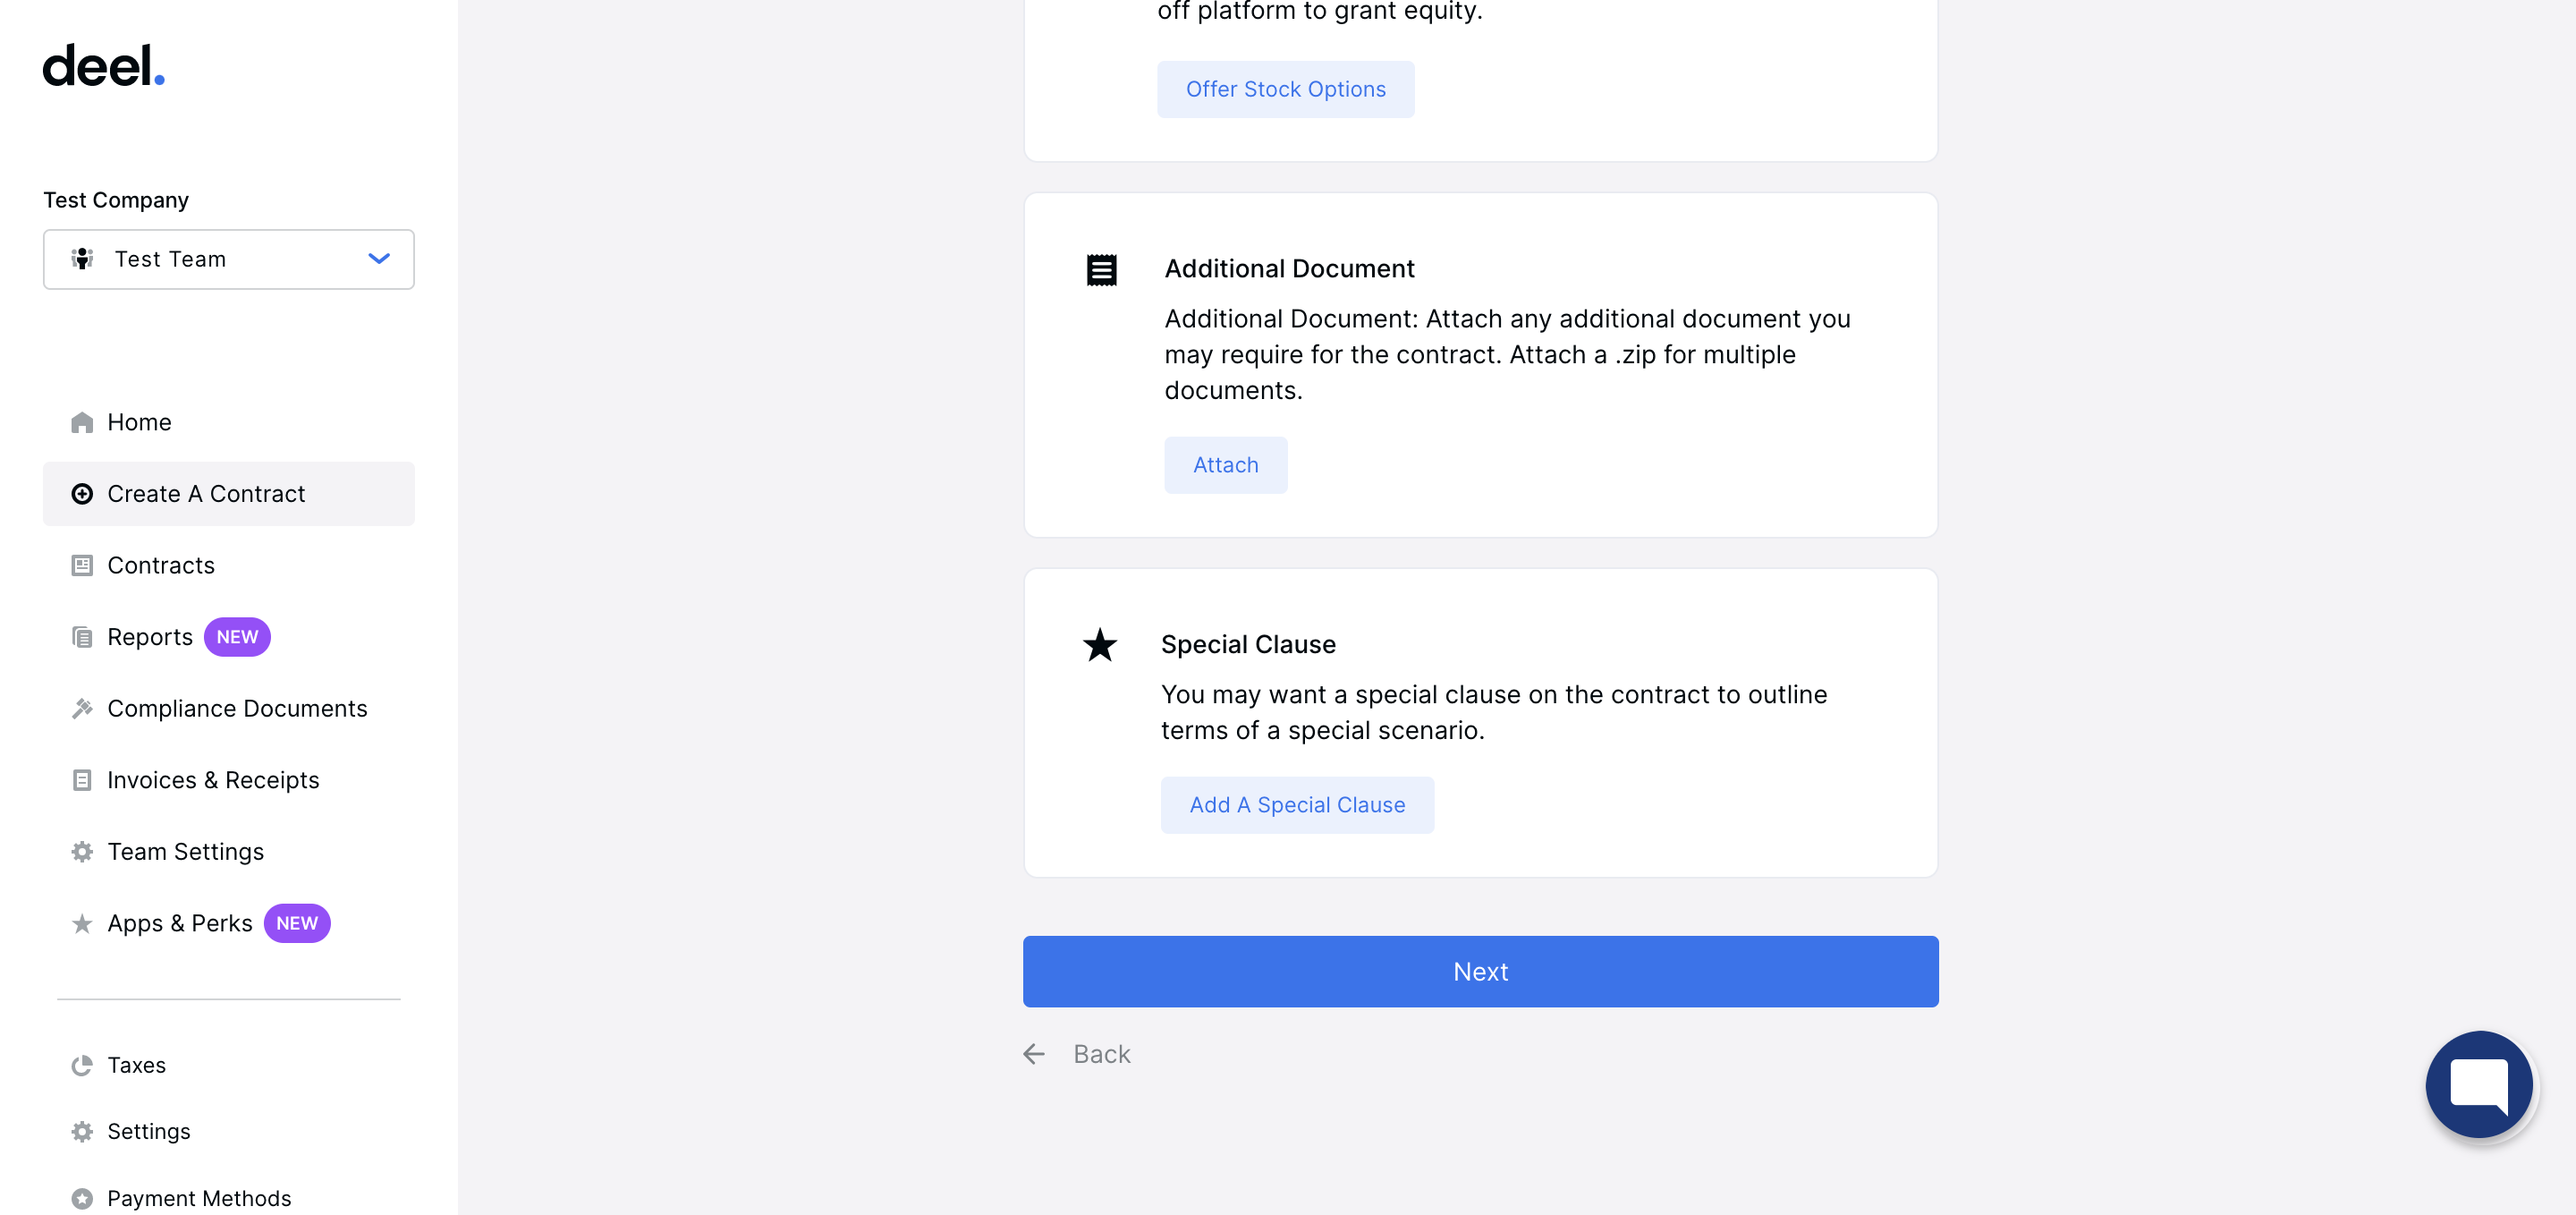 deel.
Test Company
Test Team
Home
Create A Contract
Contracts
Reports NEW
Compliance Documents
Invoices & Receipts
Team Settings
Apps & Perks NEW
Taxes
Settings
Payment Methods
off platform to grant equity.
Offer Stock Options
Additional Document
Additional Document: Attach any additional document you
may require for the contract. Attach a .zip for multiple
documents.
Attach
Special Clause
You may want a special clause on the contract to outline
terms of a special scenario.
Add A Special Clause
Next
Back